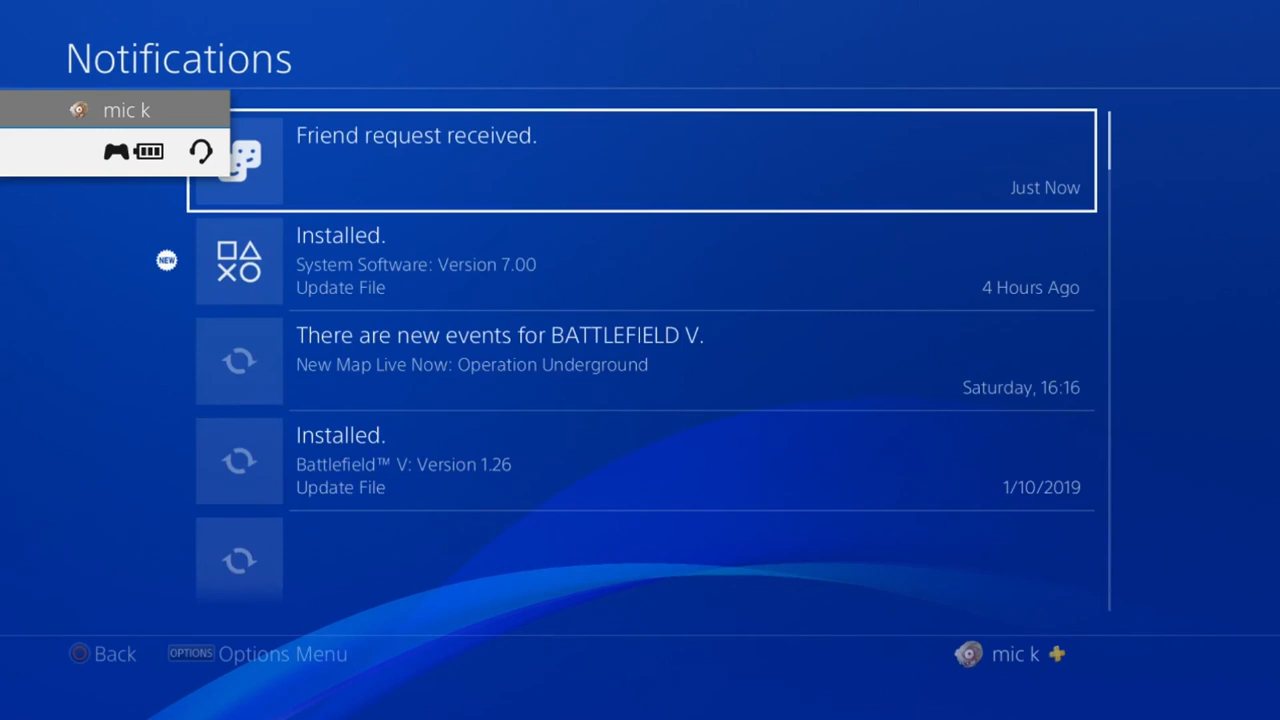 Notifications
mic k
Friend request received.
Just Now
NEW
Installed.
System Software: Version 7.00
Update File
4 Hours Ago
There are new events for BATTLEFIELD V.
New Map Live Now: Operation Underground
Saturday, 16:16
Installed.
Battlefield™ V: Version 1.26
Update File
1/10/2019
Back
OPTIONS Options Menu
mic k